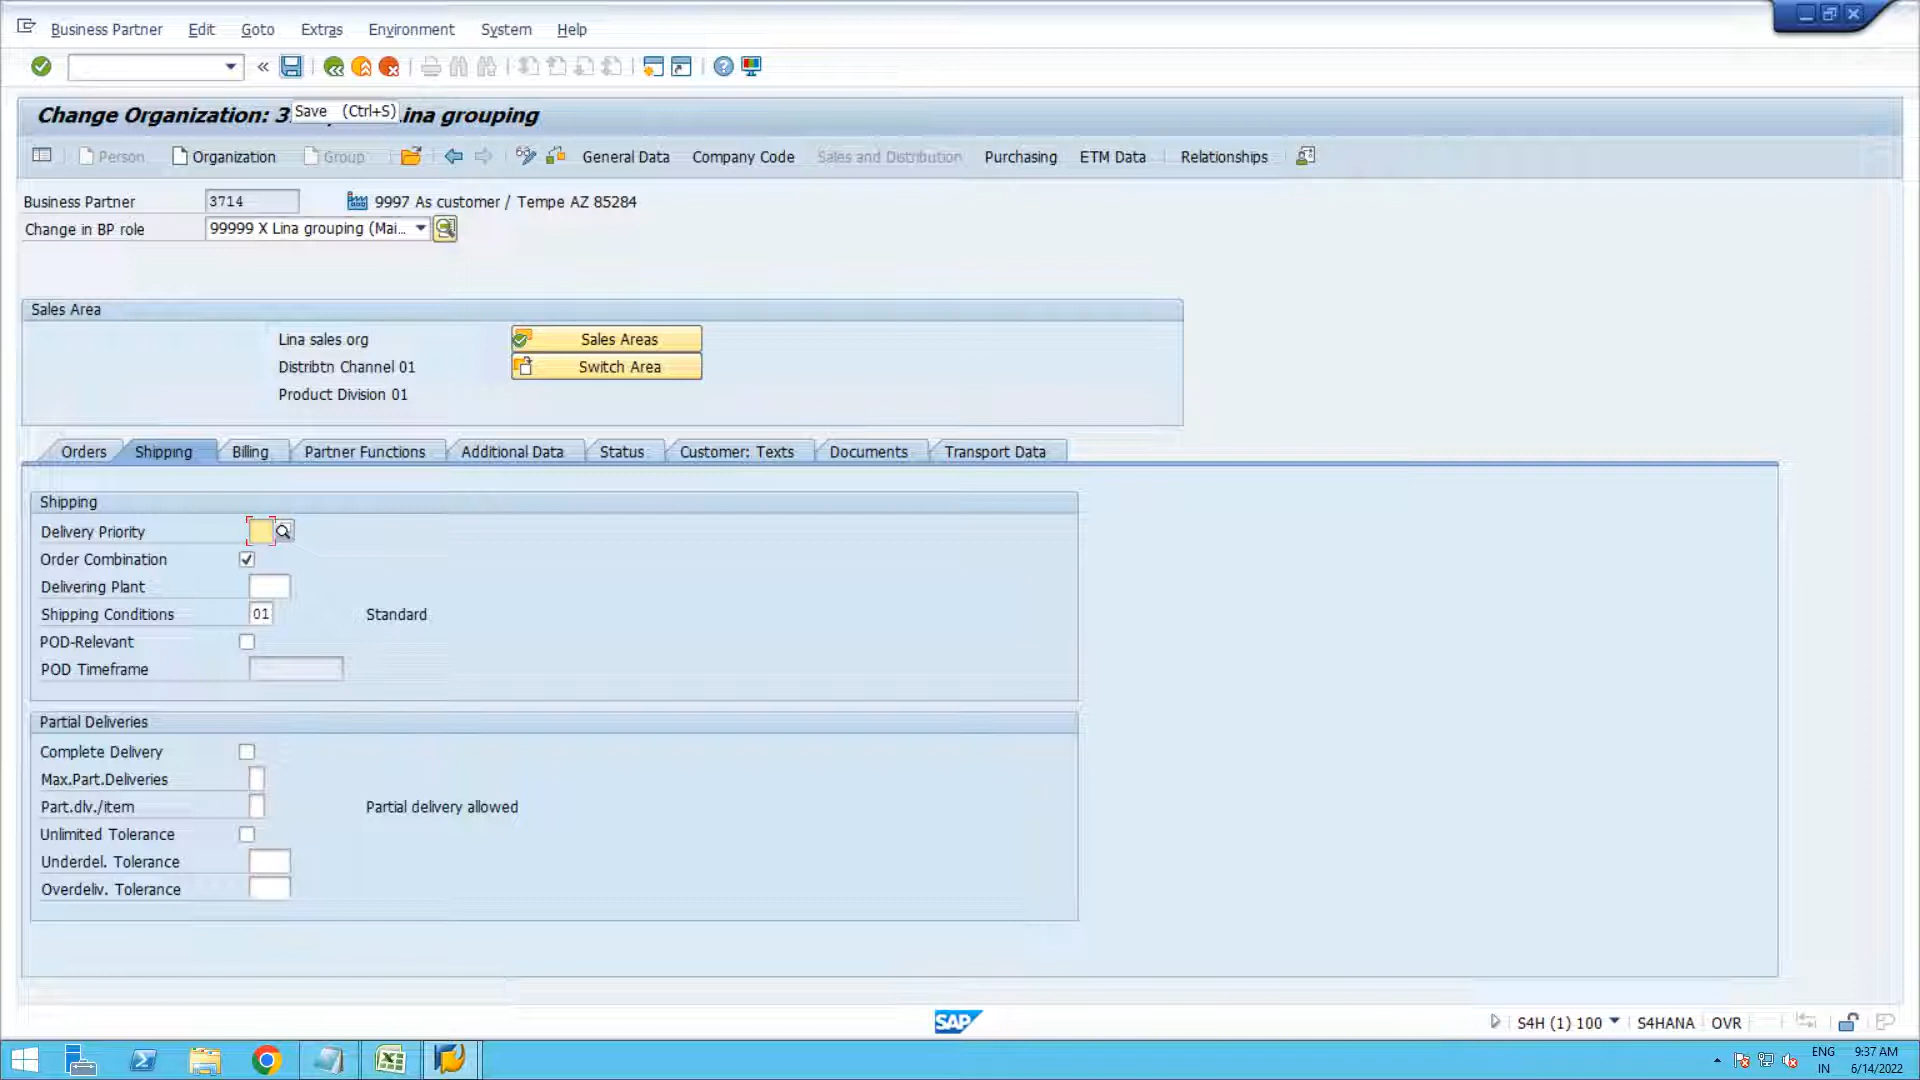 Business Partner Edit Goto Extras Environment System Help
Change Organization: 3 Save (Ctrl+S) Lina grouping
Person Organization Group General Data Company Code Sales and Distribution Purchasing ETM Data Relationships
Business Partner 3714 9997 As customer / Tempe AZ 85284
Change in BP role 99999 X Lina grouping (Mai...
Sales Area
Lina sales org Sales Areas
Distribtn Channel 01 Switch Area
Product Division 01
Orders Shipping Billing Partner Functions Additional Data Status Customer: Texts Documents Transport Data
Shipping
Delivery Priority
Order Combination
Delivering Plant
Shipping Conditions 01 Standard
POD-Relevant
POD Timeframe
Partial Deliveries
Complete Delivery
Max.Part.Deliveries
Part.dlv./item Partial delivery allowed
Unlimited Tolerance
Underdel. Tolerance
Overdeliv. Tolerance
SAP S4H (1) 100 S4HANA OVR
ENG 9:37 AM
IN 6/14/2022